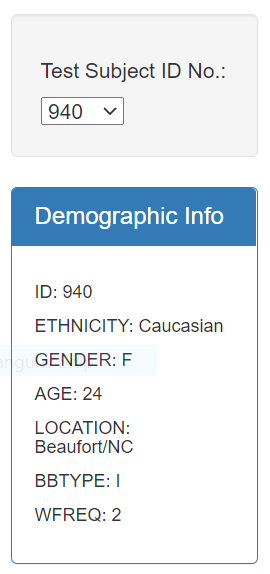 Test Subject ID No.:
940
Demographic Info
ID: 940
ETHNICITY: Caucasian
GENDER: F
AGE: 24
LOCATION:
Beaufort/NC
BBTYPE: I
WFREQ: 2